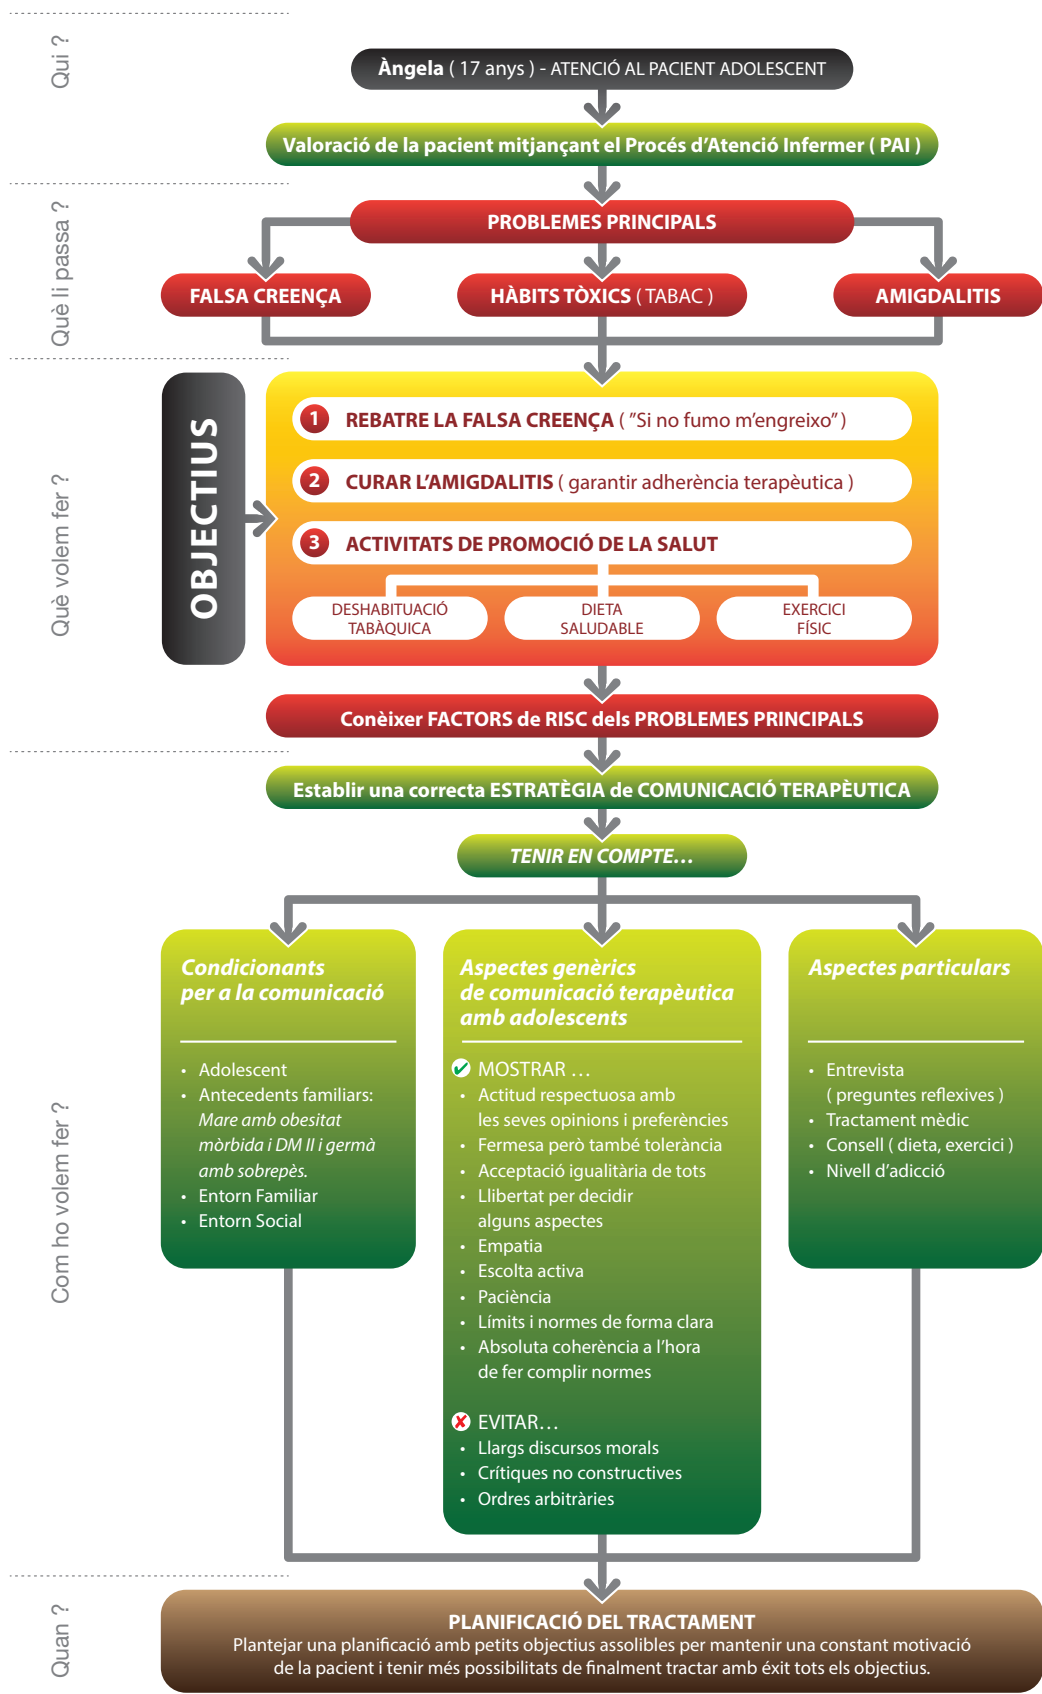 Qui ?
Àngela ( 17 anys ) - ATENCIÓ AL PACIENT ADOLESCENT
Valoració de la pacient mitjançant el Procés d'Atenció Infermer ( PAI )
Què li passa ?
PROBLEMES PRINCIPALS
FALSA CREENÇA
HÀBITS TÒXICS ( TABAC )
AMIGDALITIS
Què volem fer ?
OBJECTIUS
1 REBATRE LA FALSA CREENÇA ( "Si no fumo m'engreixo" )
2 CURAR L'AMIGDALITIS ( garantir adherència terapèutica )
3 ACTIVITATS DE PROMOCIÓ DE LA SALUT
DESHABITUACIÓ
TABÀQUICA
DIETA
SALUDABLE
EXERCICI
FÍSIC
Conèixer FACTORS de RISC dels PROBLEMES PRINCIPALS
Com ho volem fer ?
Establir una correcta ESTRATÈGIA de COMUNICACIÓ TERAPÈUTICA
TENIR EN COMPTE...
Condicionants
per a la comunicació
• Adolescent
• Antecedents familiars:
Mare amb obesitat
mòrbida i DM II i germà
amb sobrepès.
• Entorn Familiar
• Entorn Social
Aspectes genèrics
de comunicació terapèutica
amb adolescents
✔ MOSTRAR ...
• Actitud respectuosa amb
les seves opinions i preferències
• Fermesa però també tolerància
• Acceptació igualitària de tots
• Llibertat per decidir
alguns aspectes
• Empatia
• Escolta activa
• Paciència
• Límits i normes de forma clara
• Absoluta coherència a l'hora
de fer complir normes
✘ EVITAR...
• Llargs discursos morals
• Crítiques no constructives
• Ordres arbitràries
Aspectes particulars
• Entrevista
( preguntes reflexives )
• Tractament mèdic
• Consell ( dieta, exercici )
• Nivell d'adicció
Quan ?
PLANIFICACIÓ DEL TRACTAMENT
Plantejar una planificació amb petits objectius assolibles per mantenir una constant motivació
de la pacient i tenir més possibilitats de finalment tractar amb éxit tots els objectius.